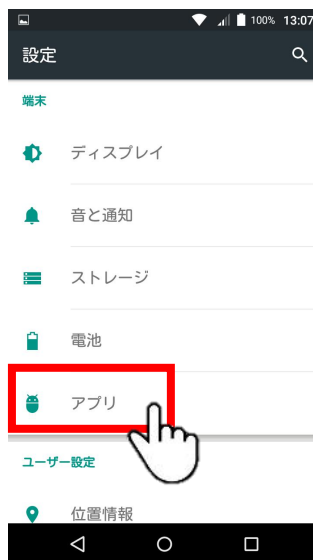 100% 13:07
設定
端末
ディスプレイ
音と通知
ストレージ
電池
アプリ
ユーザー設定
位置情報